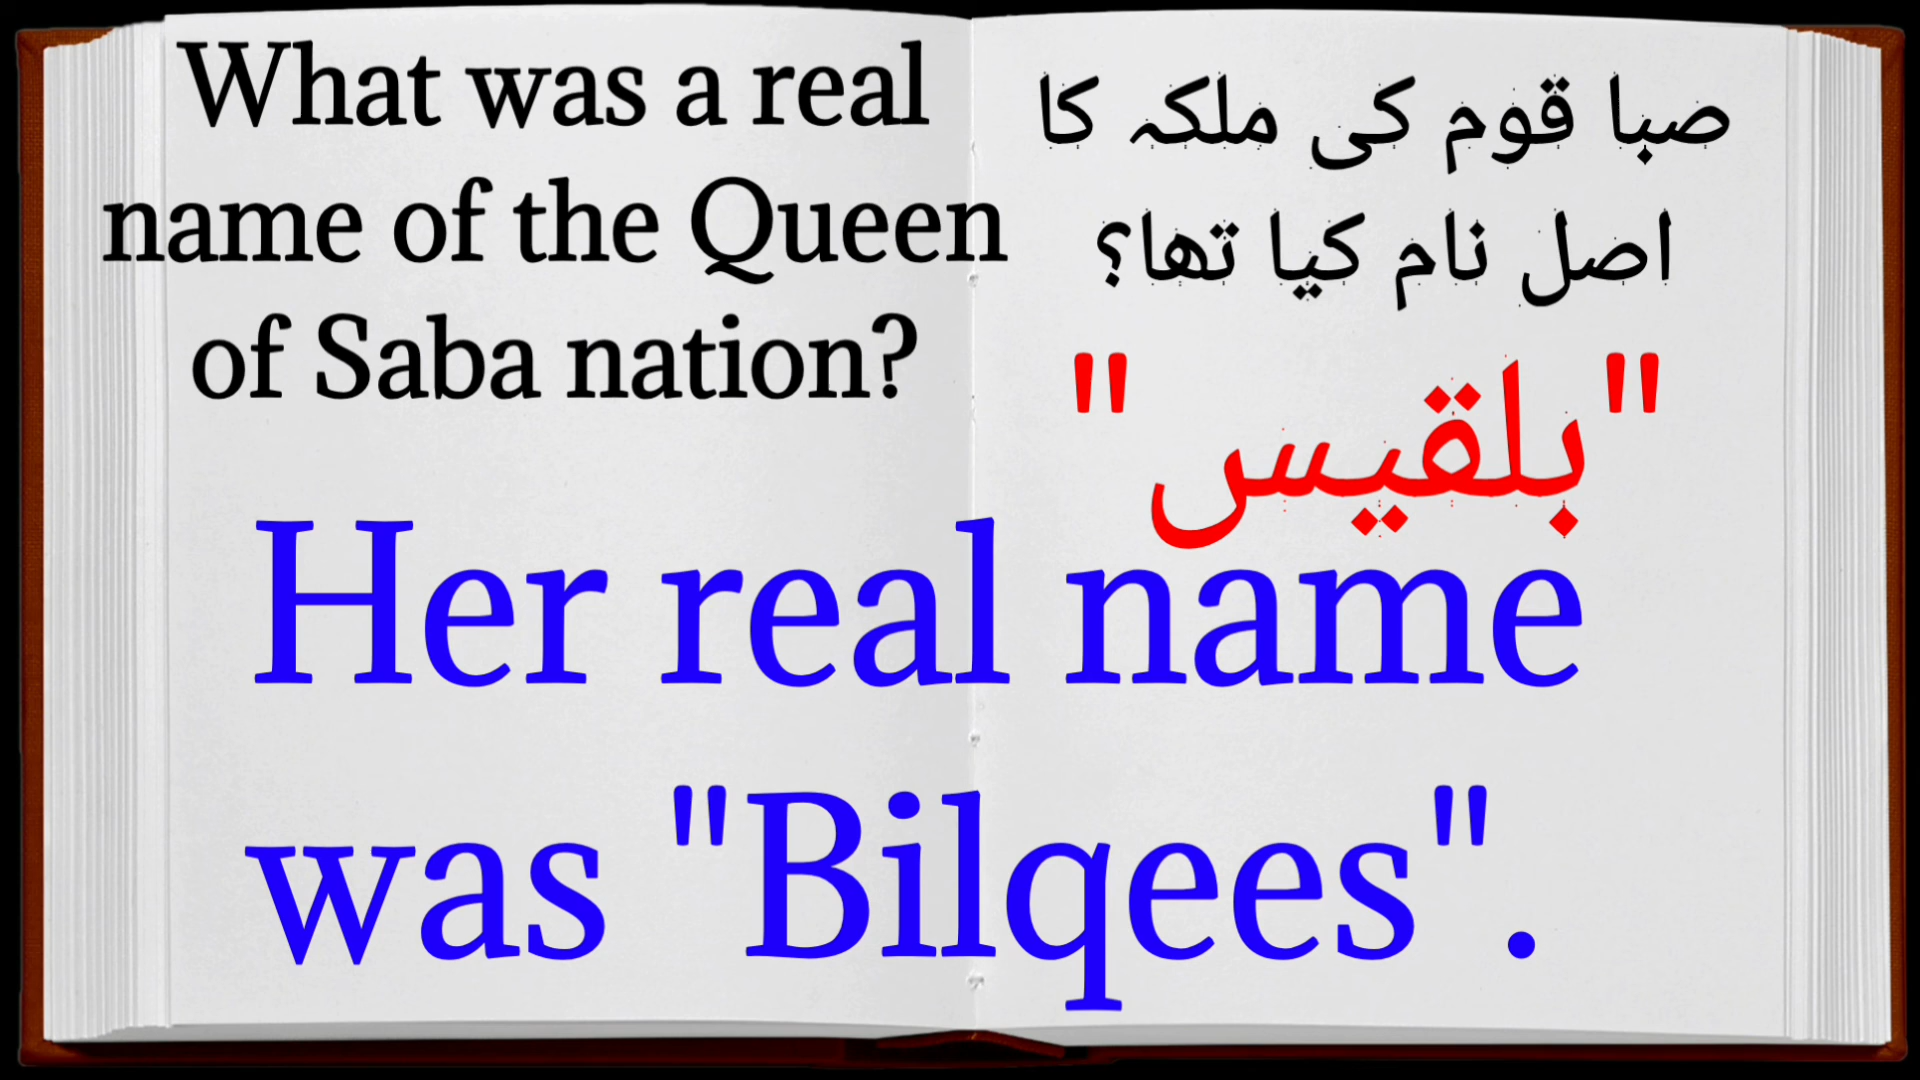 What was a real
name of the Queen
of Saba nation?
صبا قوم کی ملکہ کا
اصل نام کیا تھا؟
"بلقیس"
Her real name
was "Bilqees".